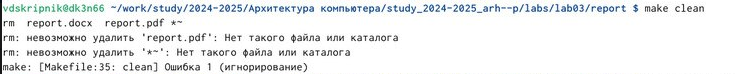 vdskripnik@dk3n66 ~/work/study/2024-2025/Архитектура компьютера/study_2024-2025_arh--p/labs/lab03/report $ make clean
rm  report.docx  report.pdf *~
rm: невозможно удалить 'report.pdf': Нет такого файла или каталога
rm: невозможно удалить '*~': Нет такого файла или каталога
make: [Makefile:35: clean] Ошибка 1 (игнорирование)